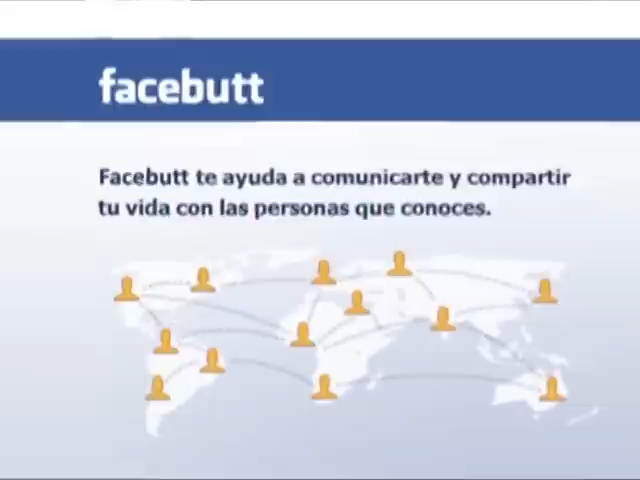 facebutt
Facebutt te ayuda a comunicarte y compartir
tu vida con las personas que conoces.